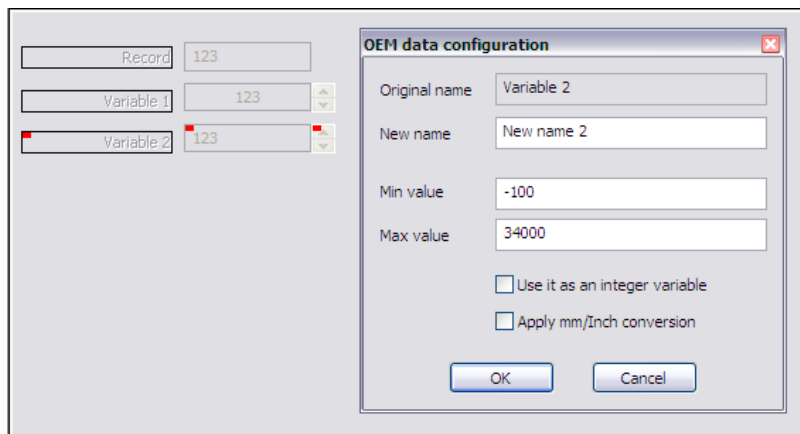 Record 123
Variable 1 123
Variable 2 123
OEM data configuration
Original name Variable 2
New name New name 2
Min value -100
Max value 34000
Use it as an integer variable
Apply mm/Inch conversion
OK Cancel